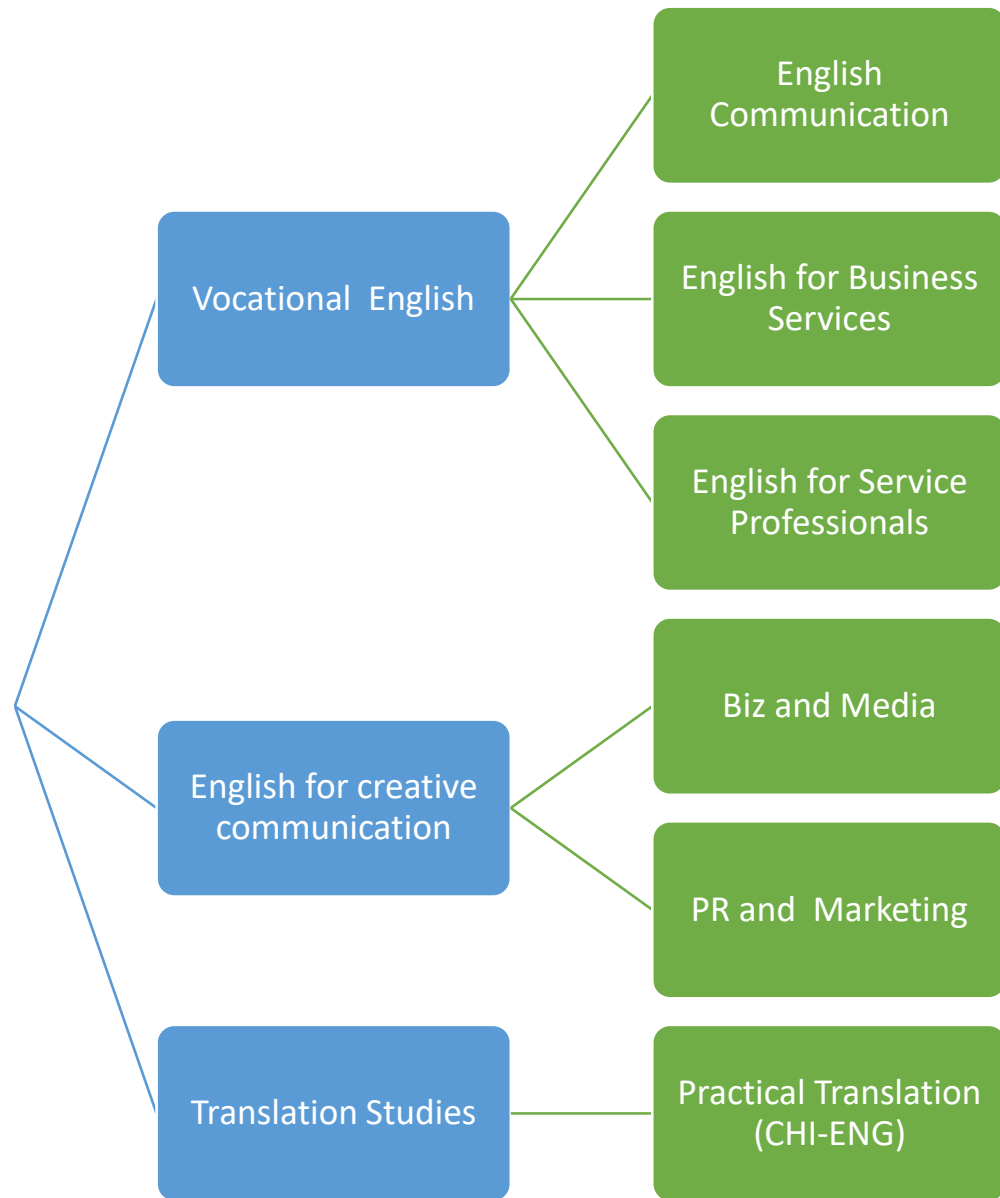 Vocational English
English
Communication
English for Business
Services
English for Service
Professionals
English for creative
communication
Biz and Media
PR and Marketing
Translation Studies
Practical Translation
(CHI-ENG)